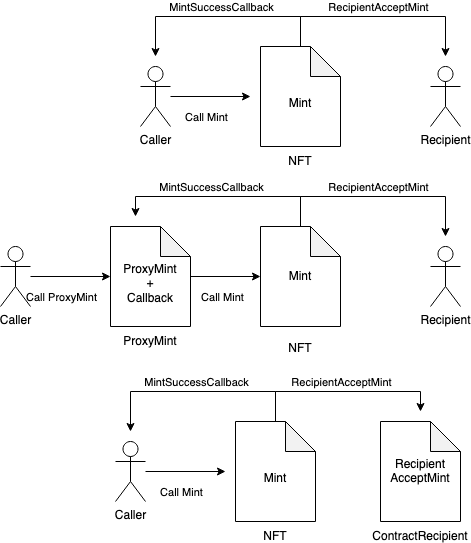 MintSuccessCallback
RecipientAcceptMint
Mint
Call Mint
Caller
Recipient
NFT
MintSuccessCallback
RecipientAcceptMint
ProxyMint
+
Callback
Mint
Call ProxyMint
Call Mint
Caller
Recipient
ProxyMint
NFT
MintSuccessCallback
RecipientAcceptMint
Mint
Recipient
AcceptMint
Call Mint
Caller
NFT
ContractRecipient